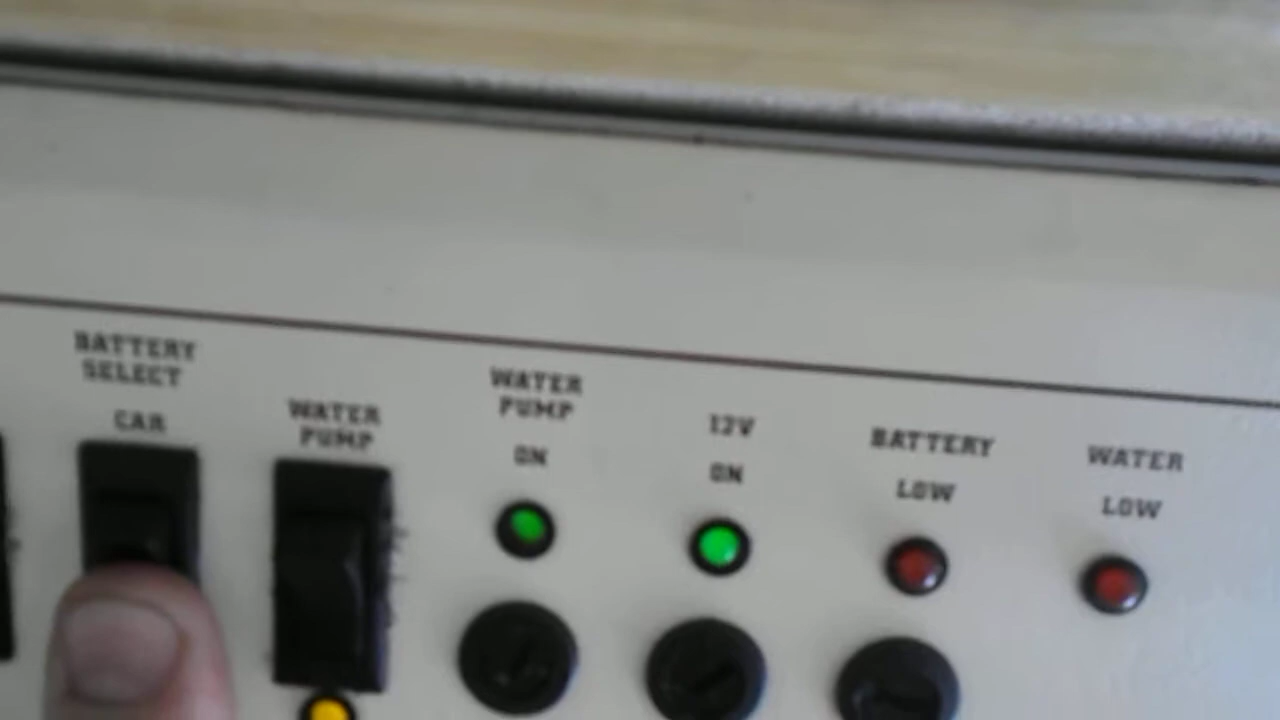 BATTERY
SELECT
CAR
WATER
PUMP
WATER
PUMP
ON
12V
ON
BATTERY
LOW
WATER
LOW